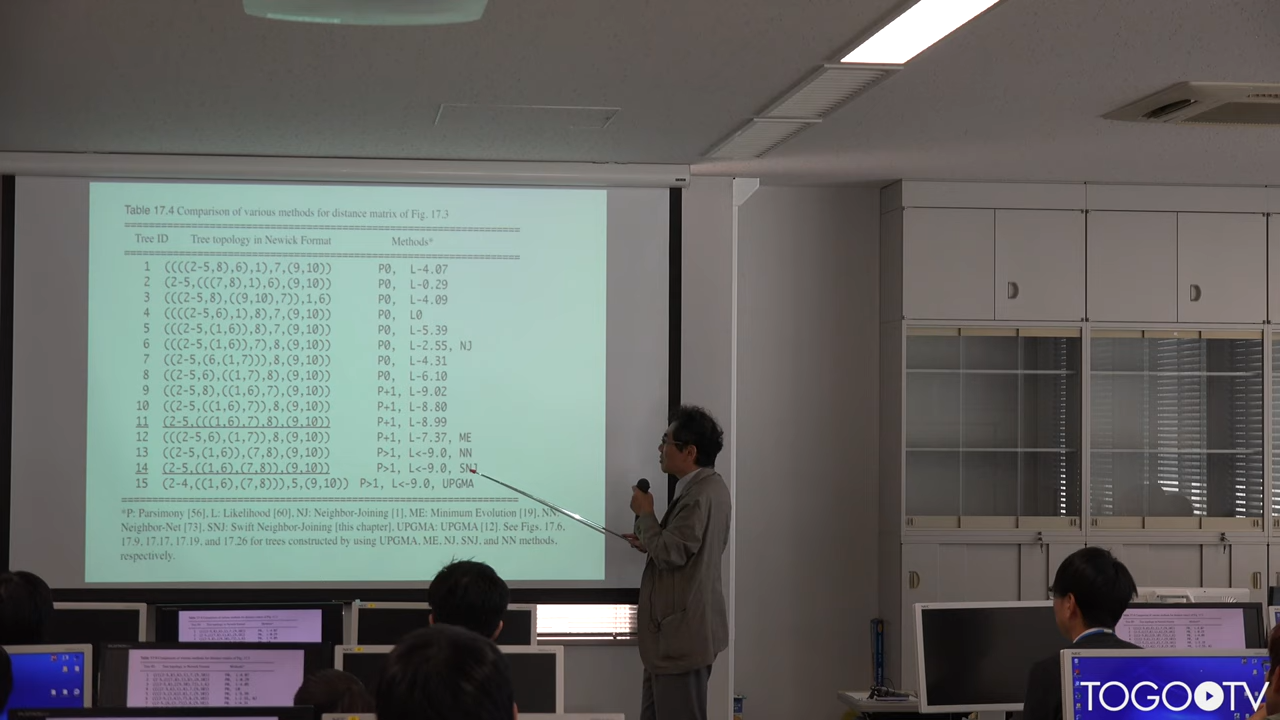 Table 17.4 Comparison of various methods for distance matrix of Fig. 17.3
Tree ID Tree topology in Newick Format Methods*
1 ((((2-5,8),6),1),7,(9,10)) P0, L-4.07
2 (2-5,(((7,8),1),6),(9,10)) P0, L-0.29
3 (((2-5,8),((9,10),7)),1,6) P0, L-4.09
4 ((((2-5,6),1),8),7,(9,10)) P0, L0
5 (((2-5,(1,6)),8),7,(9,10)) P0, L-5.39
6 (((2-5,(1,6)),7),8,(9,10)) P0, L-2.55, NJ
7 ((2-5,(6,(1,7))),8,(9,10)) P0, L-4.31
8 ((2-5,6),((1,7),8),(9,10)) P0, L-6.10
9 ((2-5,8),((1,6),7),(9,10)) P+1, L-9.02
10 ((2-5,((1,6),7)),8,(9,10)) P+1, L-8.80
11 (2-5,(((1,6),7),8),(9,10)) P+1, L-8.99
12 (((2-5,6),(1,7)),8,(9,10)) P+1, L-7.37, ME
13 ((2-5,(1,6)),(7,8),(9,10)) P>1, L<-9.0, NN
14 (2-5,((1,6),(7,8)),(9,10)) P>1, L<-9.0, SNJ
15 (2-4,((1,6),(7,8))),5,(9,10)) P>1, L<-9.0, UPGMA
*P: Parsimony [56], L: Likelihood [60], NJ: Neighbor-Joining [1], ME: Minimum Evolution [19], NN:
Neighbor-Net [73], SNJ: Swift Neighbor-Joining [this chapter], UPGMA: UPGMA [12]. See Figs. 17.6,
17.9, 17.17, 17.19, and 17.26 for trees constructed by using UPGMA, ME, NJ, SNJ, and NN methods,
respectively.
TOGO TV